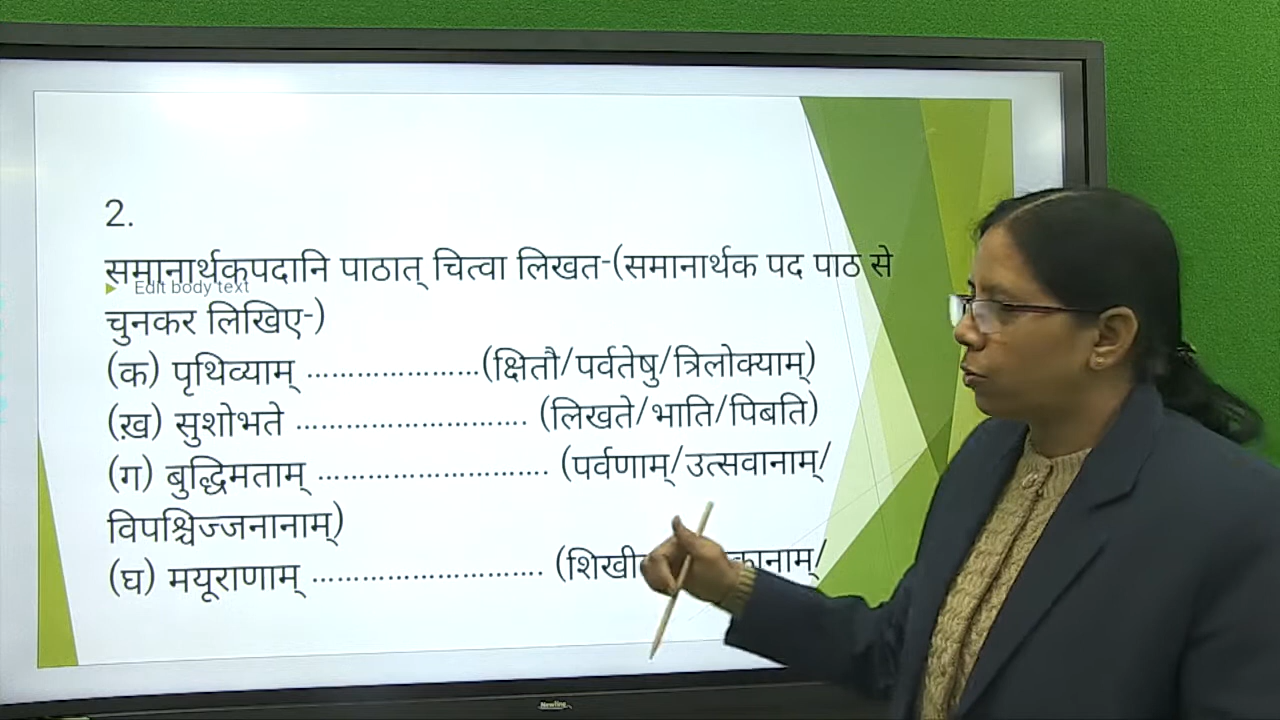 2.
समानार्थकपदानि पाठात् चित्वा लिखत-(समानार्थक पद पाठ से
Edit body text
चुनकर लिखिए-)
(क) पृथिव्याम् .....................(क्षितौ/पर्वतेषु/त्रिलोक्याम्)
(ख़) सुशोभते ............................ (लिखते/भाति/पिबति)
(ग) बुद्धिमताम् ............................ (पर्वणाम्/उत्सवानाम्/
विपश्चिज्जनानाम्)
(घ) मयूराणाम् ............................ (
Newline